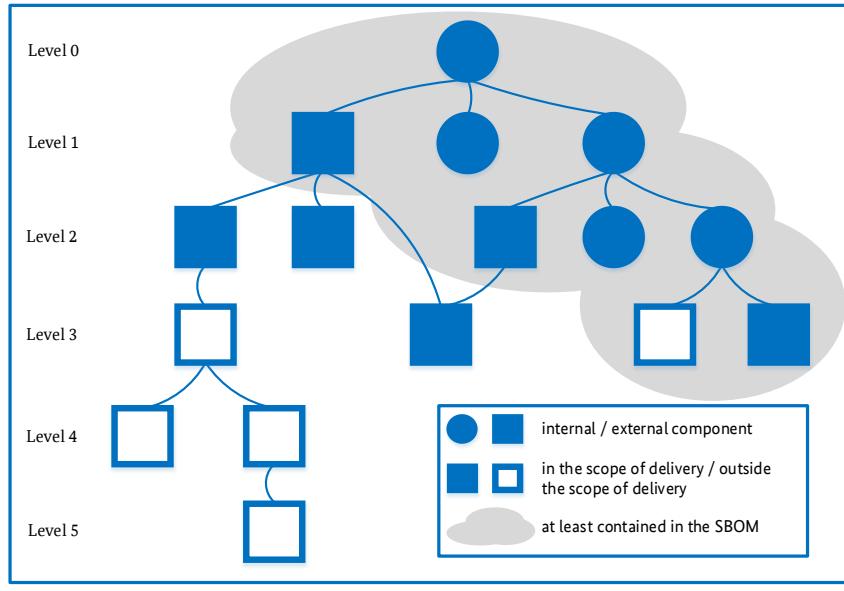 Level 0
Level 1
Level 2
Level 3
Level 4
Level 5
internal / external component
in the scope of delivery / outside
the scope of delivery
at least contained in the SBOM